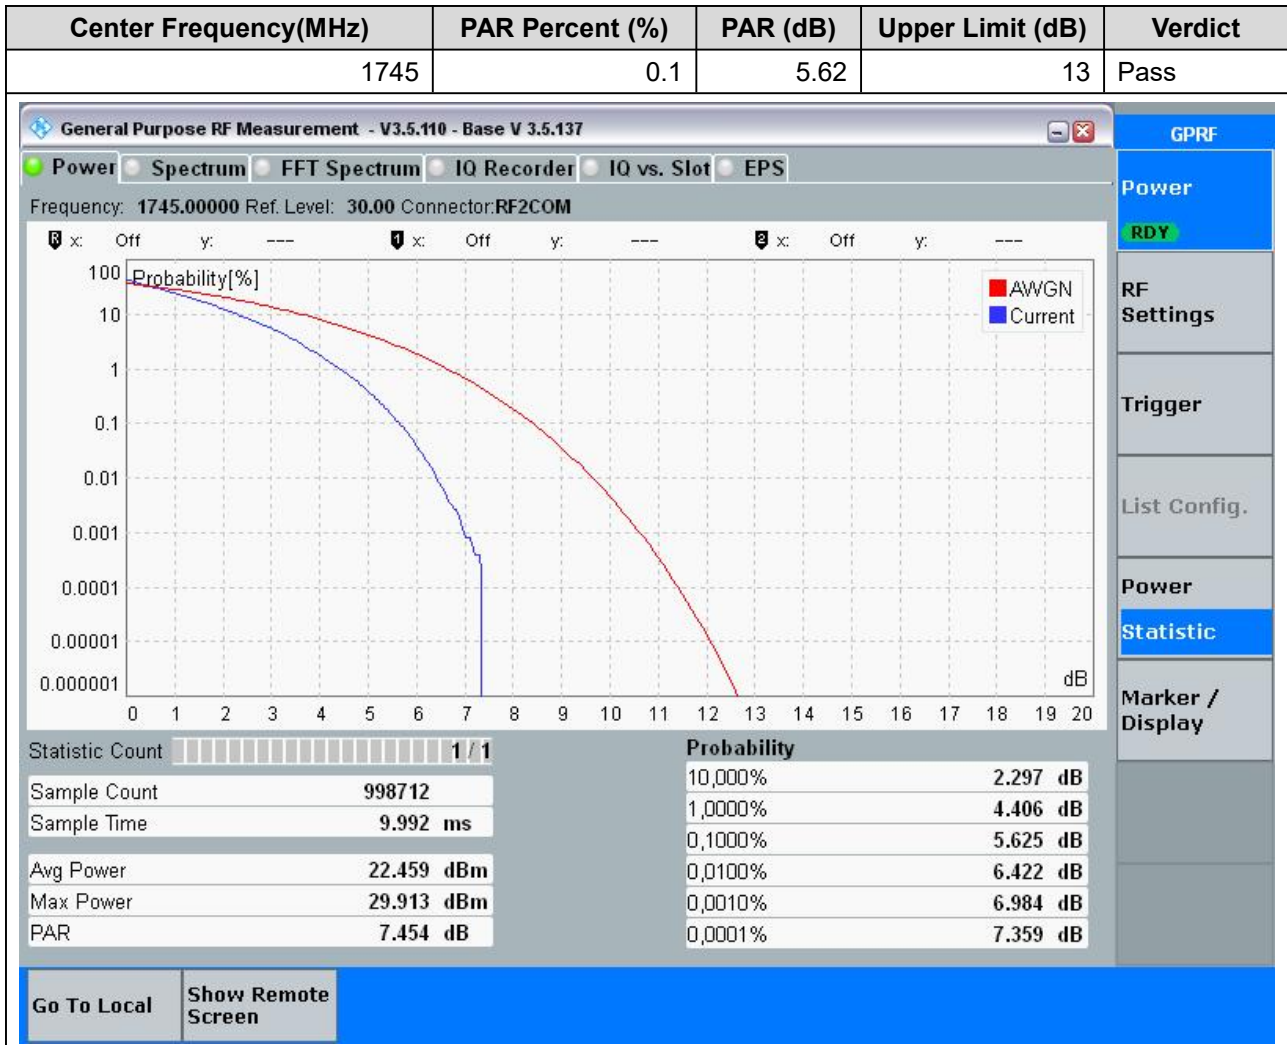 Center Frequency(MHz) PAR Percent (%) PAR (dB) Upper Limit (dB) Verdict
1745 0.1 5.62 13 Pass
General Purpose RF Measurement - V3.5.110 - Base V 3.5.137
GPRF
Power Spectrum FFT Spectrum IQ Recorder IQ vs. Slot EPS
Power
RDY
Frequency: 1745.00000 Ref. Level: 30.00 Connector:RF2COM
R x: Off y: --- 1 x: Off y: --- 2 x: Off y: ---
Probability[%]
AWGN
Current
100
10
1
0.1
0.01
0.001
0.0001
0.00001
0.000001
dB
0 1 2 3 4 5 6 7 8 9 10 11 12 13 14 15 16 17 18 19 20
RF
Settings
Trigger
List Config.
Power
Statistic
Marker /
Display
Statistic Count 1 / 1
Sample Count 998712
Sample Time 9.992 ms
Avg Power 22.459 dBm
Max Power 29.913 dBm
PAR 7.454 dB
Probability
10,000% 2.297 dB
1,0000% 4.406 dB
0,1000% 5.625 dB
0,0100% 6.422 dB
0,0010% 6.984 dB
0,0001% 7.359 dB
Go To Local
Show Remote
Screen